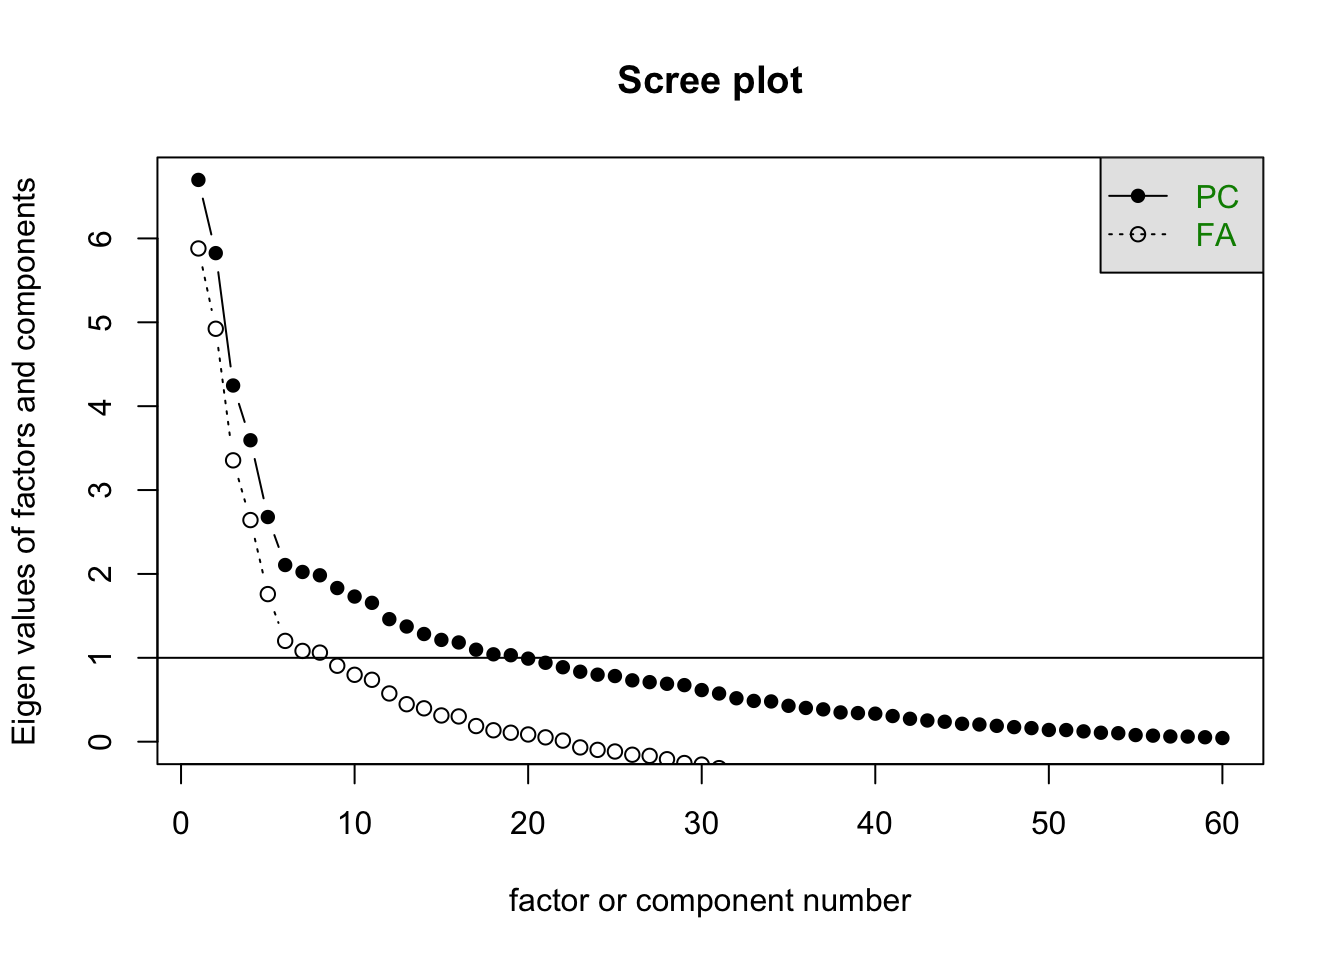 Scree plot
PC
FA
Eigen values of factors and components
6
5
4
3
2
1
0
0 10 20 30 40 50 60
factor or component number